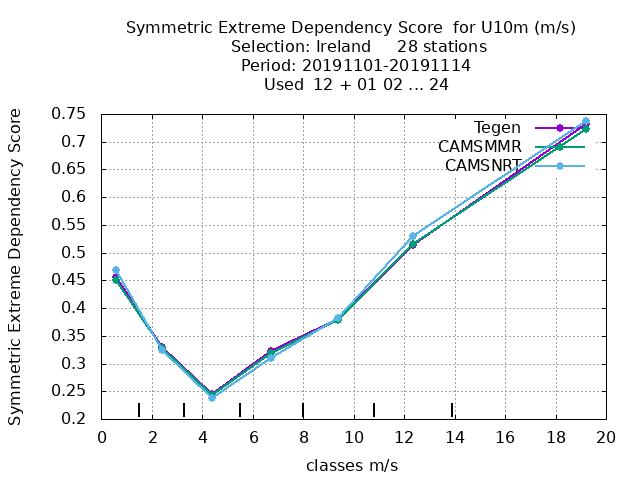 Symmetric Extreme Dependency Score  for U10m (m/s)
Selection: Ireland     28 stations
Period: 20191101-20191114
Used  12 + 01 02 ... 24
Symmetric Extreme Dependency Score
0.75
0.7
0.65
0.6
0.55
0.5
0.45
0.4
0.35
0.3
0.25
0.2
Tegen
CAMSMMR
CAMSNRT
0 2 4 6 8 10 12 14 16 18 20
classes m/s